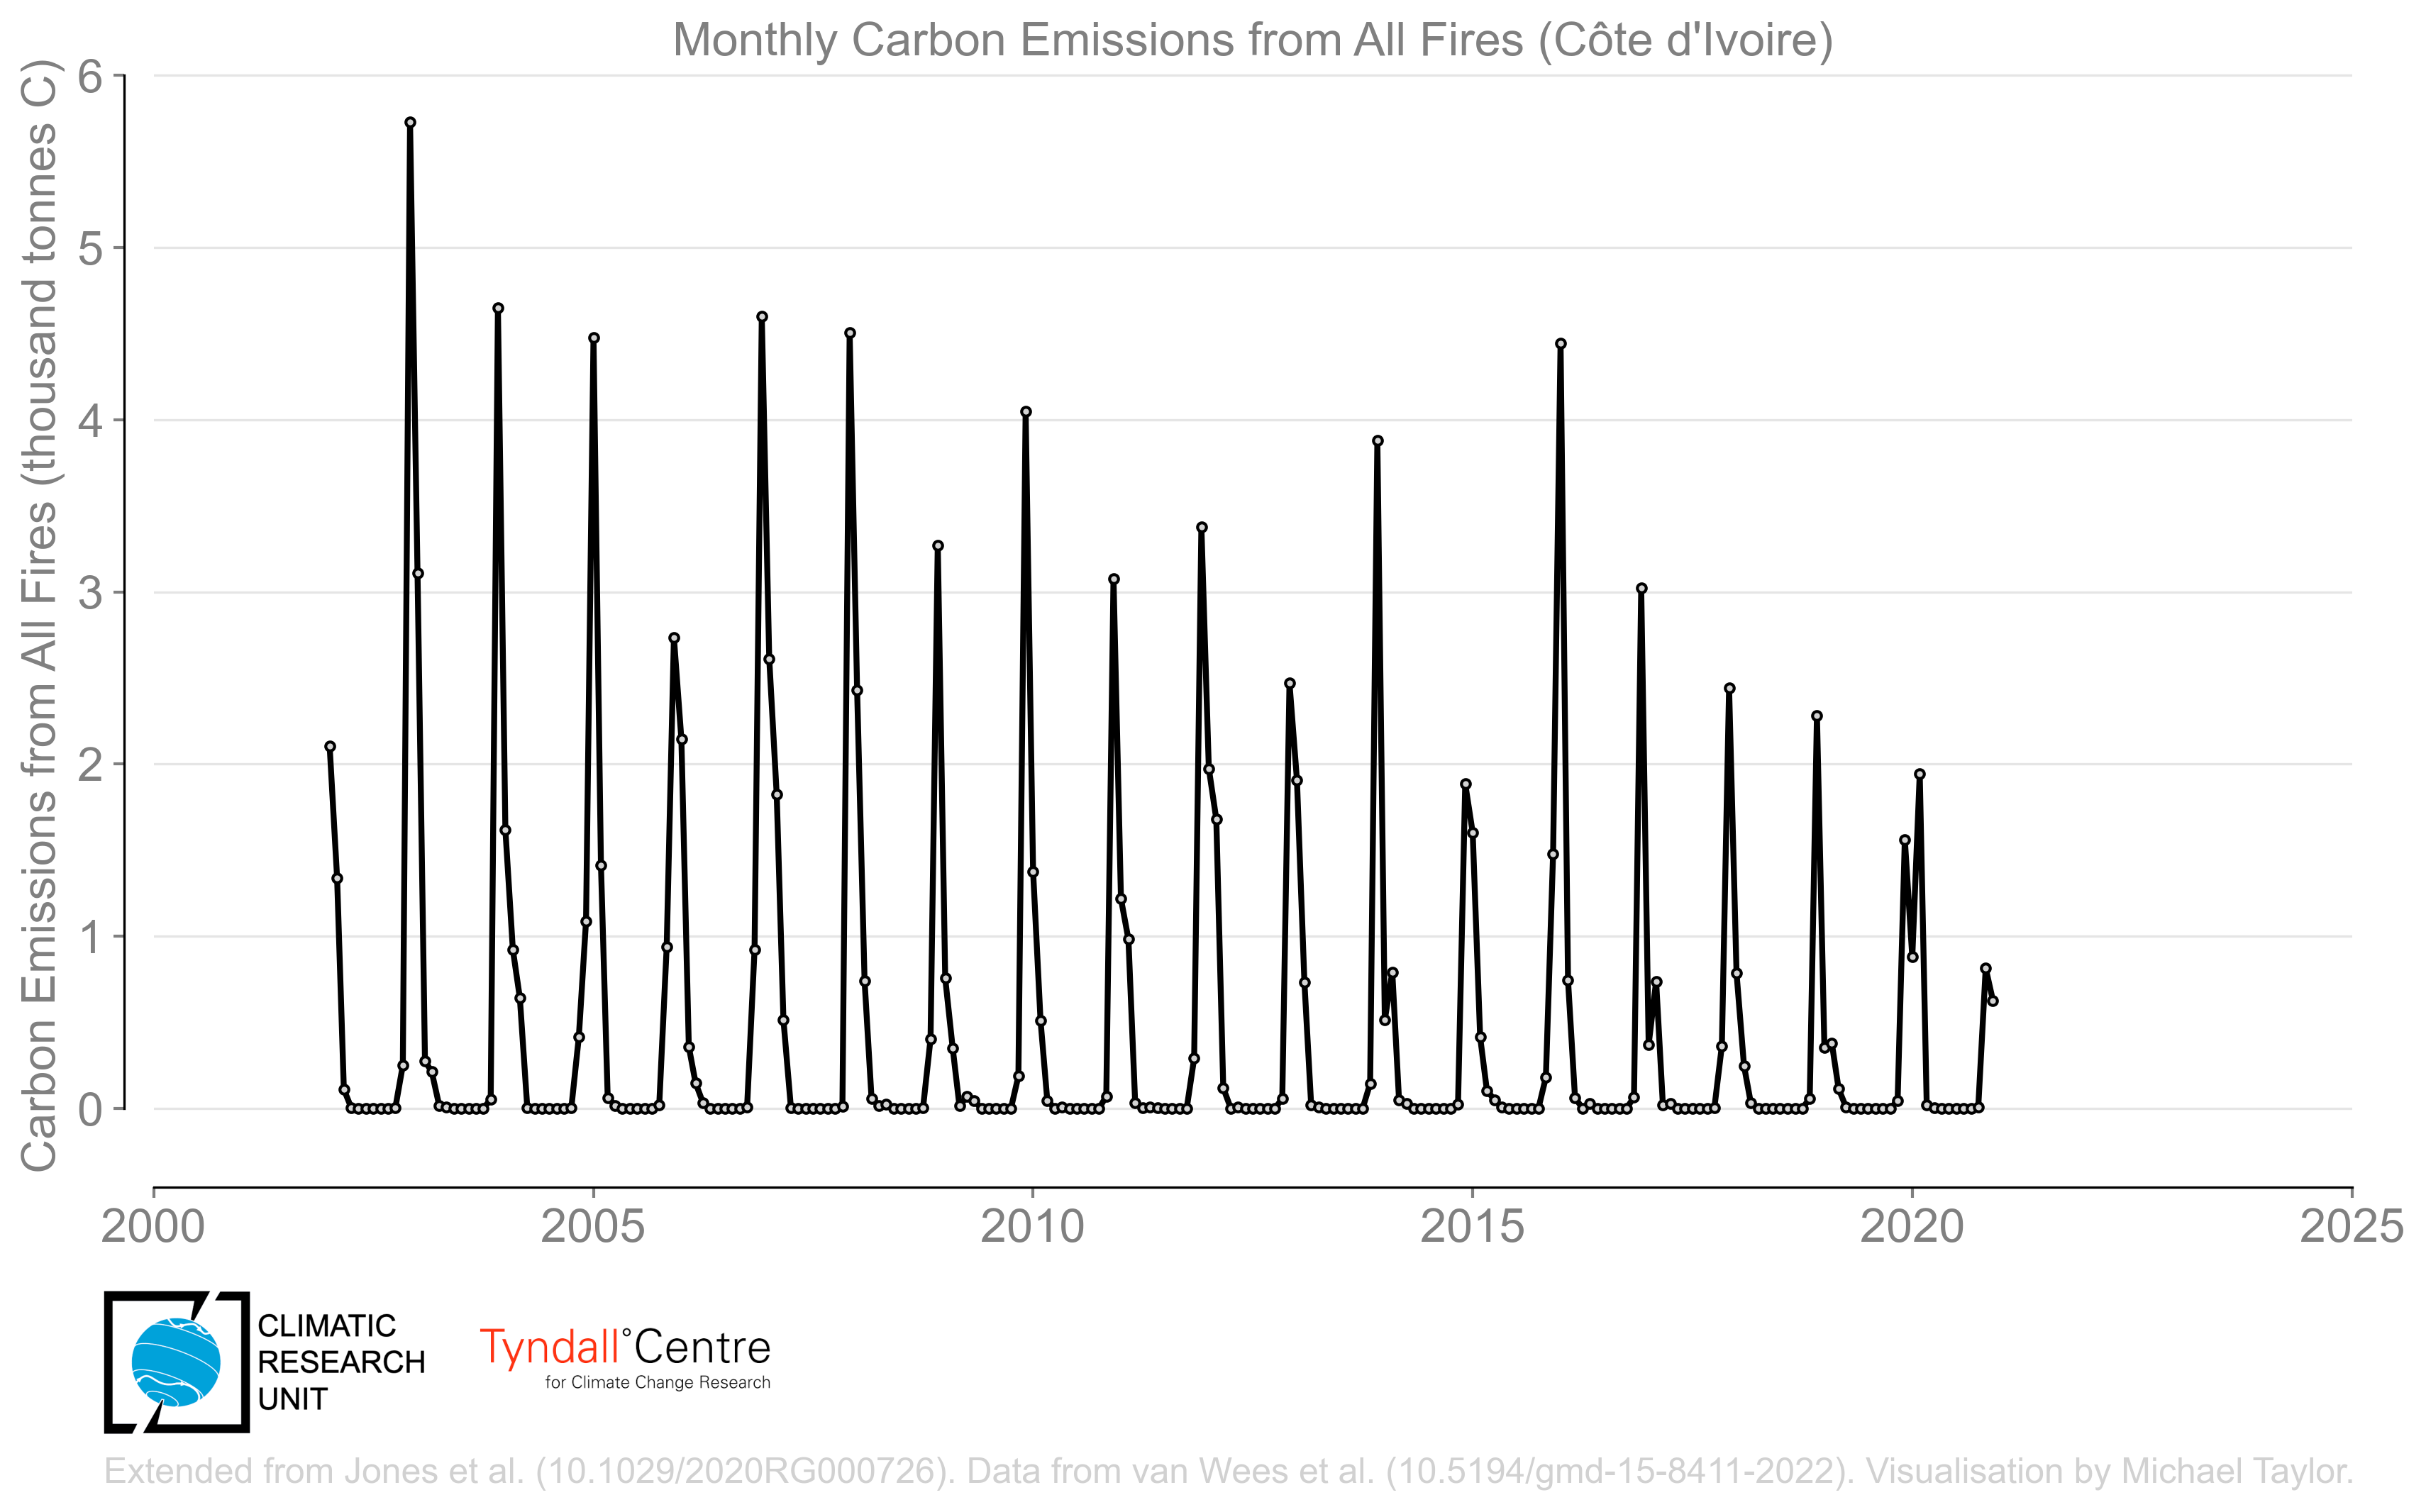 Monthly Carbon Emissions from All Fires (Côte d'Ivoire)
Carbon Emissions from All Fires (thousand tonnes C)
6
5
4
3
2
1
0
2000 2005 2010 2015 2020 2025
CLIMATIC
RESEARCH
UNIT
Tyndall°Centre
for Climate Change Research
Extended from Jones et al. (10.1029/2020RG000726). Data from van Wees et al. (10.5194/gmd-15-8411-2022). Visualisation by Michael Taylor.